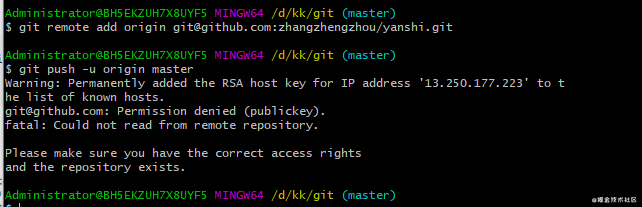 Administrator@BH5EKZUH7X8UYF5 MINGW64 /d/kk/git (master)
$ git remote add origin git@github.com:zhangzhengzhou/yanshi.git
Administrator@BH5EKZUH7X8UYF5 MINGW64 /d/kk/git (master)
$ git push -u origin master
Warning: Permanently added the RSA host key for IP address '13.250.177.223' to t
he list of known hosts.
git@github.com: Permission denied (publickey).
fatal: Could not read from remote repository.
Please make sure you have the correct access rights
and the repository exists.
Administrator@BH5EKZUH7X8UYF5 MINGW64 /d/kk/git (master)
$
@稀土掘金技术社区